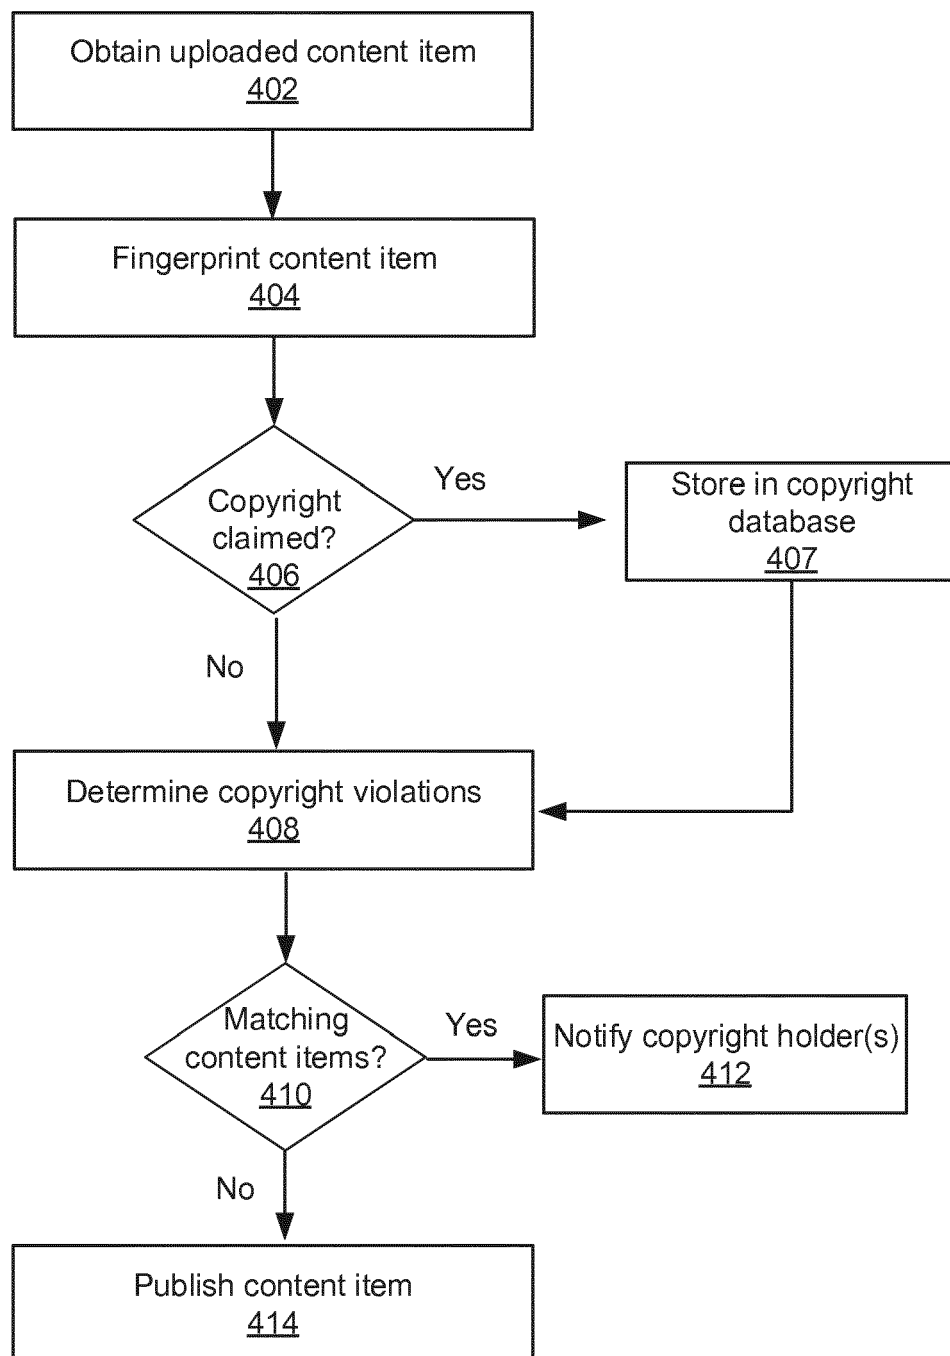 Obtain uploaded content item
402
Fingerprint content item
404
Copyright
claimed?
406
Yes
Store in copyright
database
407
No
Determine copyright violations
408
Matching
content items?
410
Yes
Notify copyright holder(s)
412
No
Publish content item
414